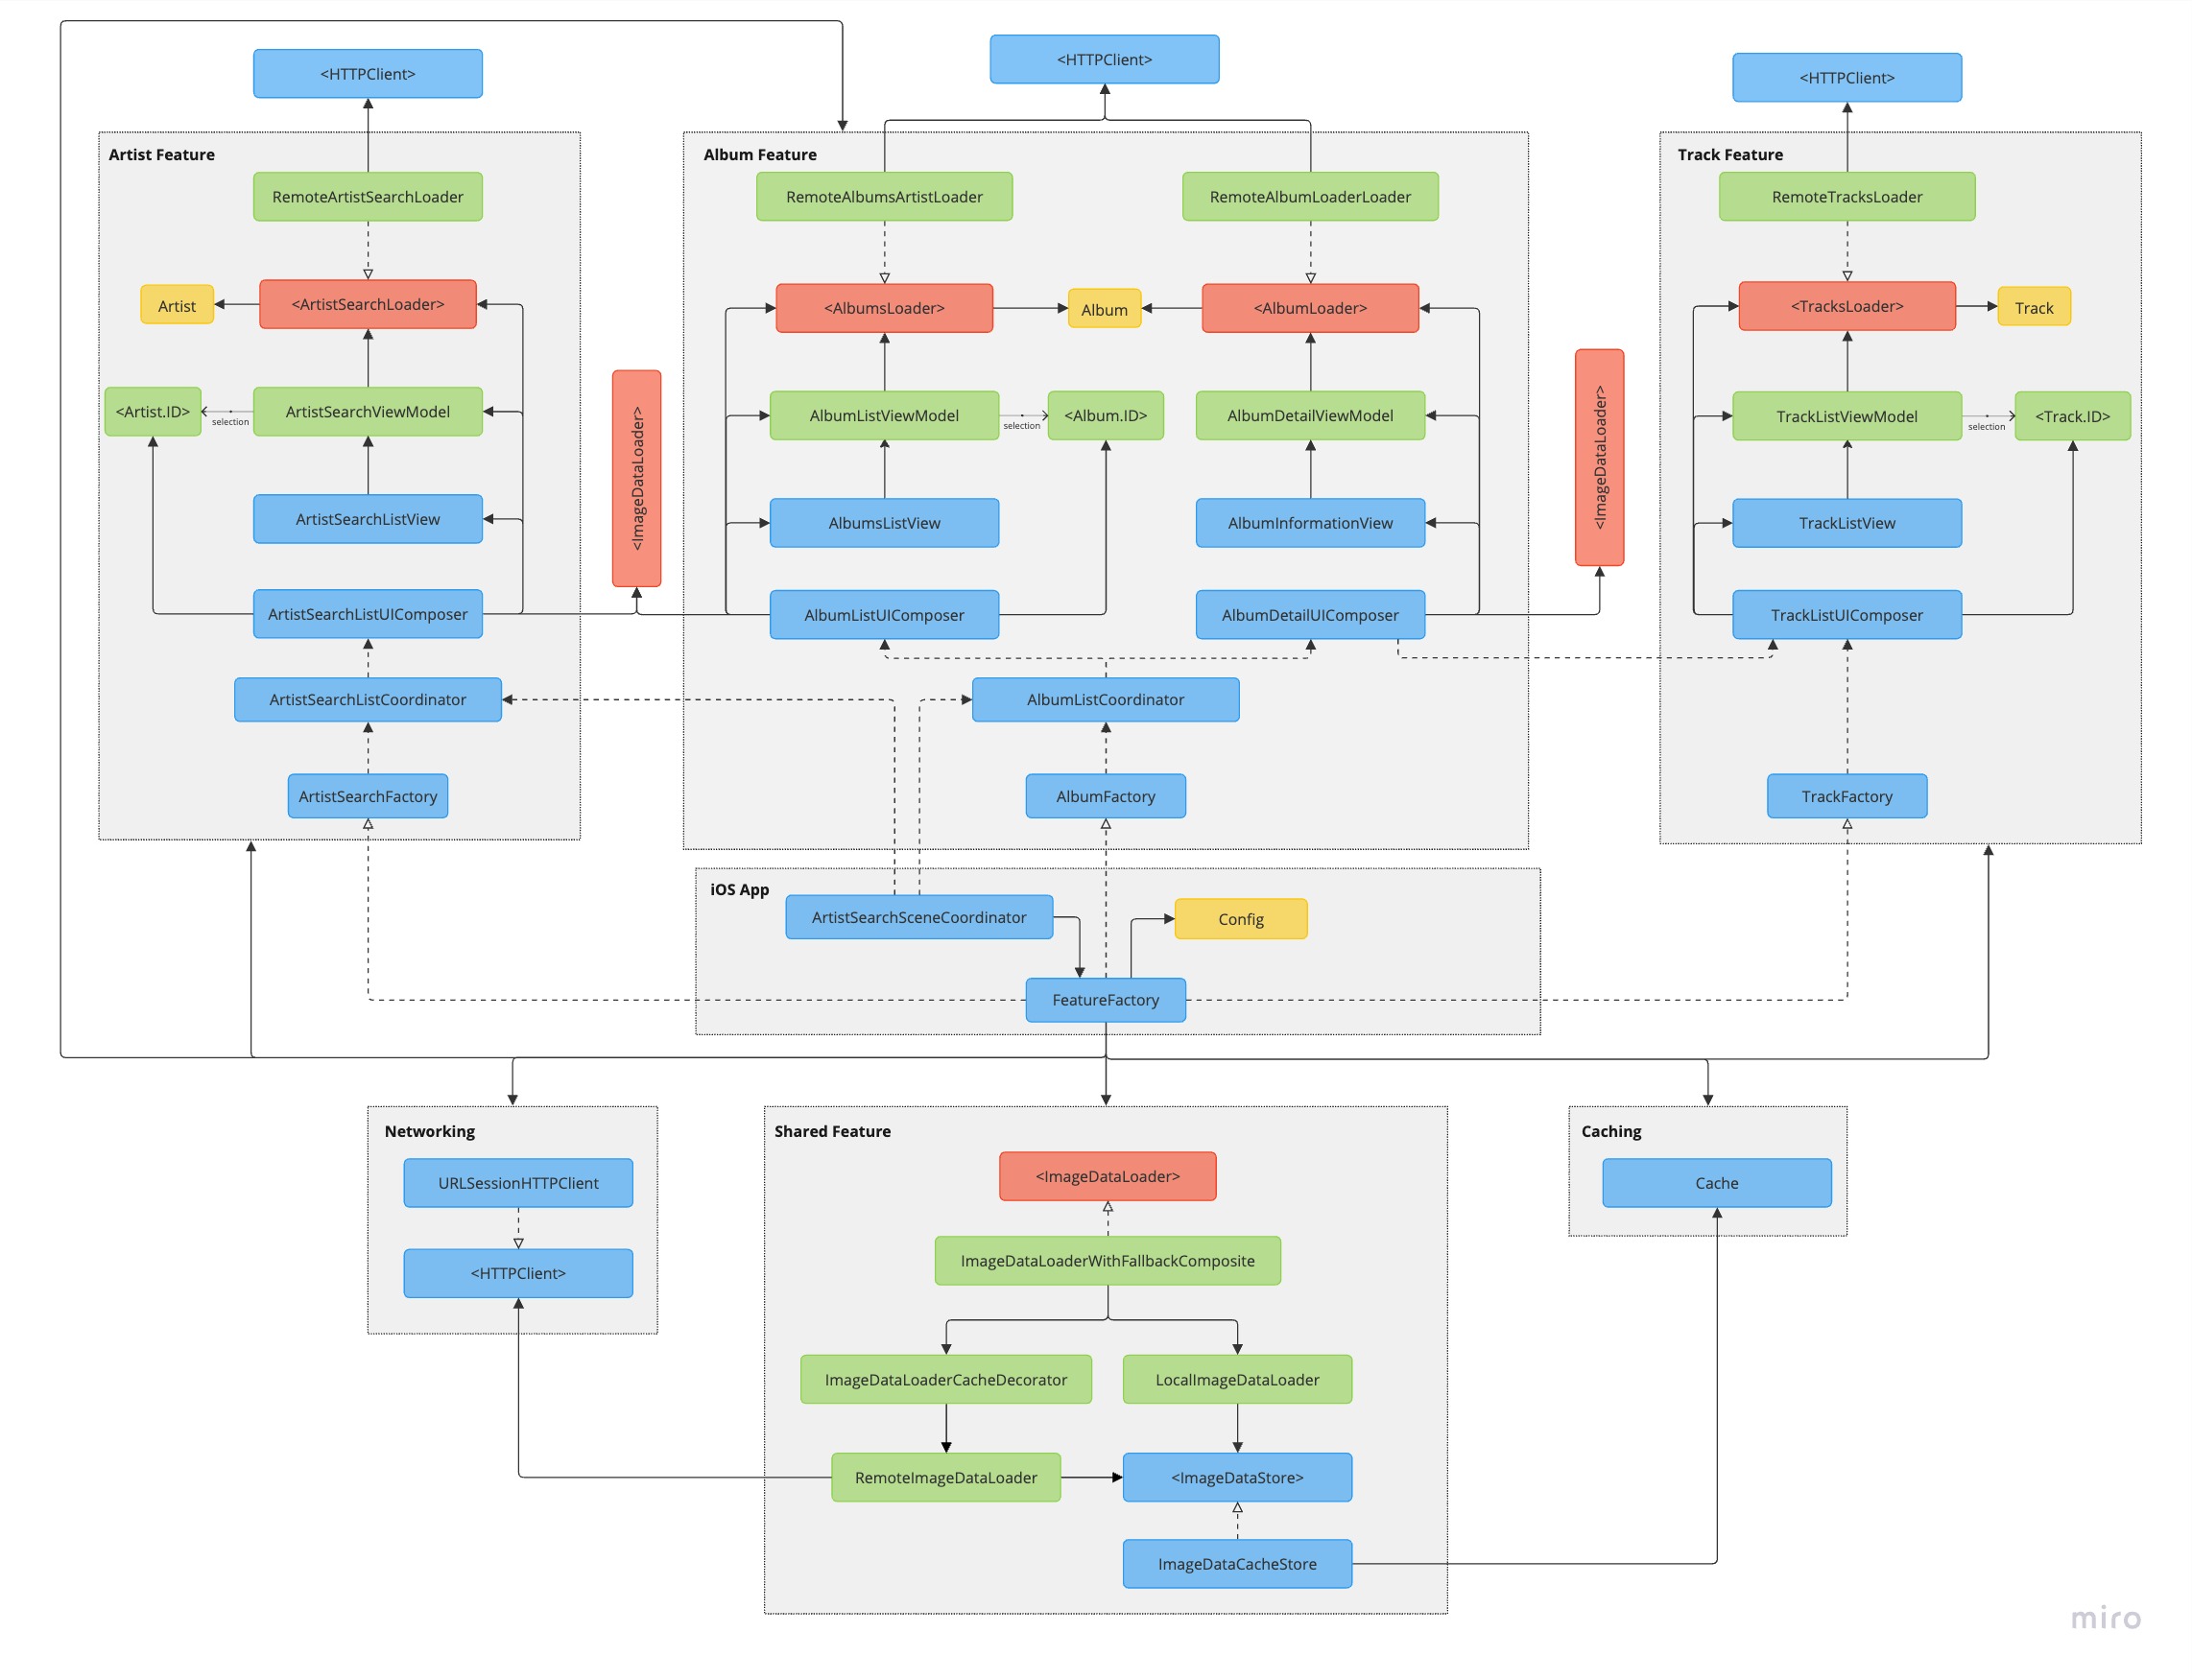 <HTTPClient>
<HTTPClient>
<HTTPClient>
Artist Feature
RemoteArtistSearchLoader
Artist
<ArtistSearchLoader>
<Artist.ID>
selection
ArtistSearchViewModel
ArtistSearchListView
ArtistSearchListUIComposer
ArtistSearchListCoordinator
ArtistSearchFactory
<ImageDataLoader>
Album Feature
RemoteAlbumsArtistLoader
RemoteAlbumLoaderLoader
<AlbumsLoader>
Album
<AlbumLoader>
AlbumListViewModel
selection
<Album.ID>
AlbumDetailViewModel
AlbumsListView
AlbumInformationView
AlbumListUIComposer
AlbumDetailUIComposer
AlbumListCoordinator
AlbumFactory
<ImageDataLoader>
Track Feature
RemoteTracksLoader
<TracksLoader>
Track
TrackListViewModel
selection
<Track.ID>
TrackListView
TrackListUIComposer
TrackFactory
iOS App
ArtistSearchSceneCoordinator
Config
FeatureFactory
Networking
URLSessionHTTPClient
<HTTPClient>
Shared Feature
<ImageDataLoader>
ImageDataLoaderWithFallbackComposite
ImageDataLoaderCacheDecorator
LocalImageDataLoader
RemoteImageDataLoader
<ImageDataStore>
ImageDataCacheStore
Caching
Cache
miro